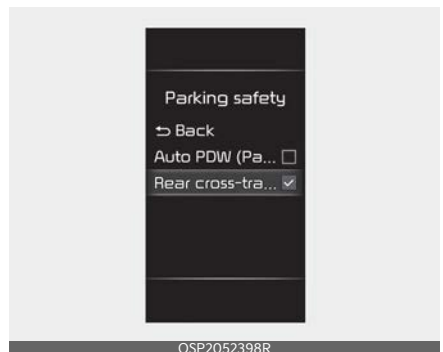 Parking safety
Back
Auto PDW (Pa...
Rear cross-tra...
OSP2052398R